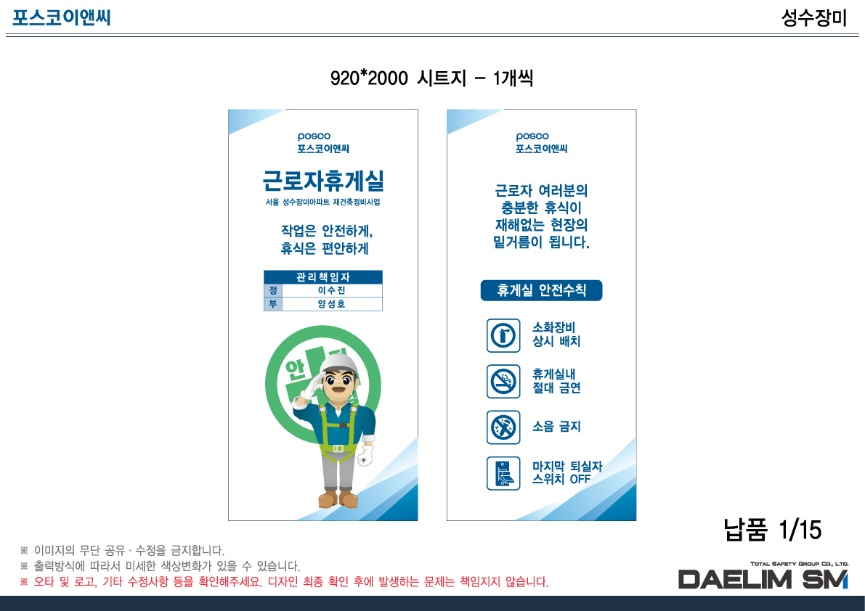 포스코이앤씨
성수장미
920*2000 시트지 - 1개씩
posco
포스코이앤씨
근로자휴게실
서울 성수장미아파트 재건축정비사업
작업은 안전하게,
휴식은 편안하게
관리책임자
정 이수진
부 양성호
안
posco
포스코이앤씨
근로자 여러분의
충분한 휴식이
재해없는 현장의
밑거름이 됩니다.
휴게실 안전수칙
소화장비
상시 배치
휴게실내
절대 금연
소음 금지
마지막 퇴실자
스위치 OFF
납품 1/15
※ 이미지의 무단 공유·수정을 금지합니다.
※ 출력방식에 따라서 미세한 색상변화가 있을 수 있습니다.
※ 오타 및 로고, 기타 수정사항 등을 확인해주세요. 디자인 최종 확인 후에 발생하는 문제는 책임지지 않습니다.
TOTAL SAFETY GROUP CO., LTD.
DAELIM SM